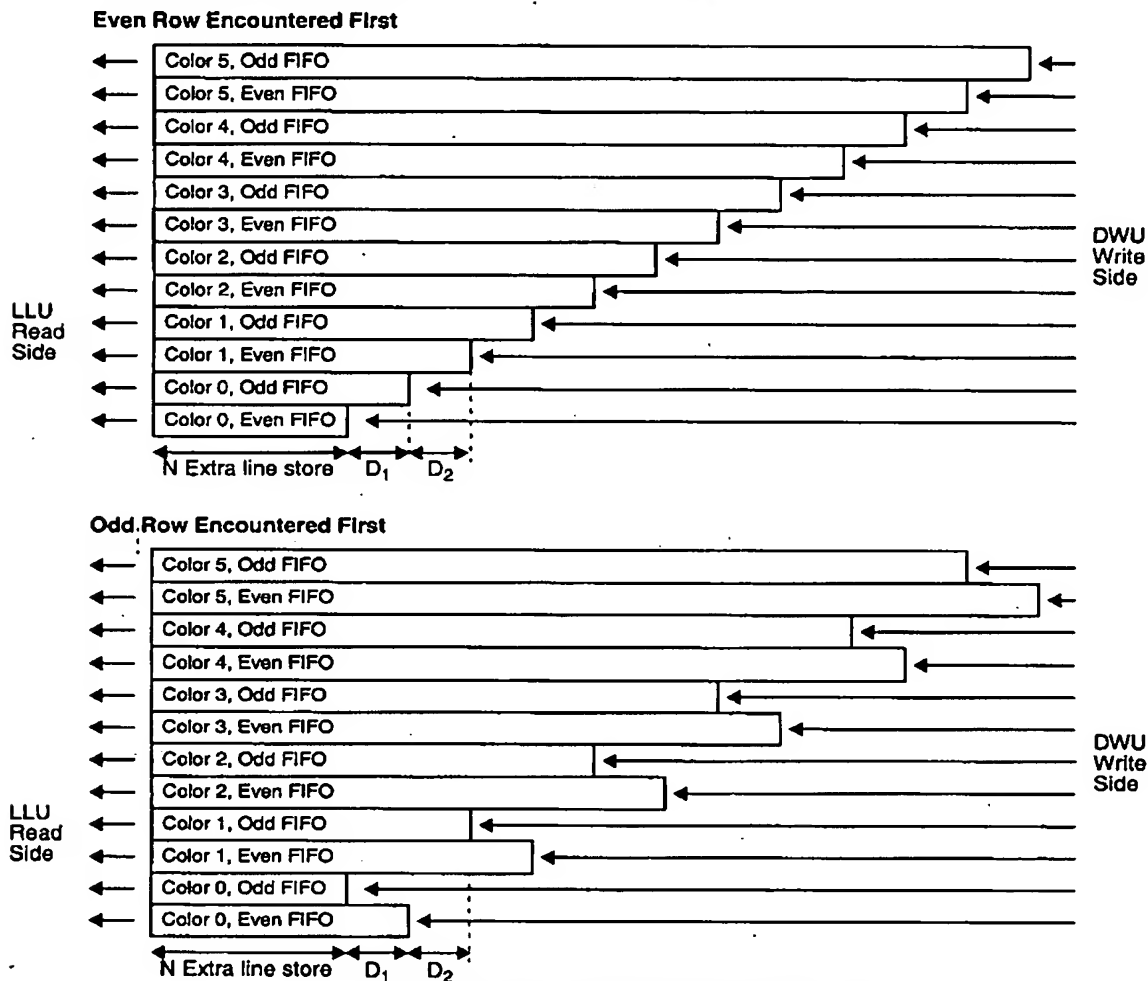 Even Row Encountered First
Color 5, Odd FIFO
Color 5, Even FIFO
Color 4, Odd FIFO
Color 4, Even FIFO
Color 3, Odd FIFO
Color 3, Even FIFO
Color 2, Odd FIFO
Color 2, Even FIFO
Color 1, Odd FIFO
Color 1, Even FIFO
Color 0, Odd FIFO
Color 0, Even FIFO
LLU
Read
Side
DWU
Write
Side
N Extra line store D1 D2
Odd Row Encountered First
Color 5, Odd FIFO
Color 5, Even FIFO
Color 4, Odd FIFO
Color 4, Even FIFO
Color 3, Odd FIFO
Color 3, Even FIFO
Color 2, Odd FIFO
Color 2, Even FIFO
Color 1, Odd FIFO
Color 1, Even FIFO
Color 0, Odd FIFO
Color 0, Even FIFO
LLU
Read
Side
DWU
Write
Side
N Extra line store D1 D2